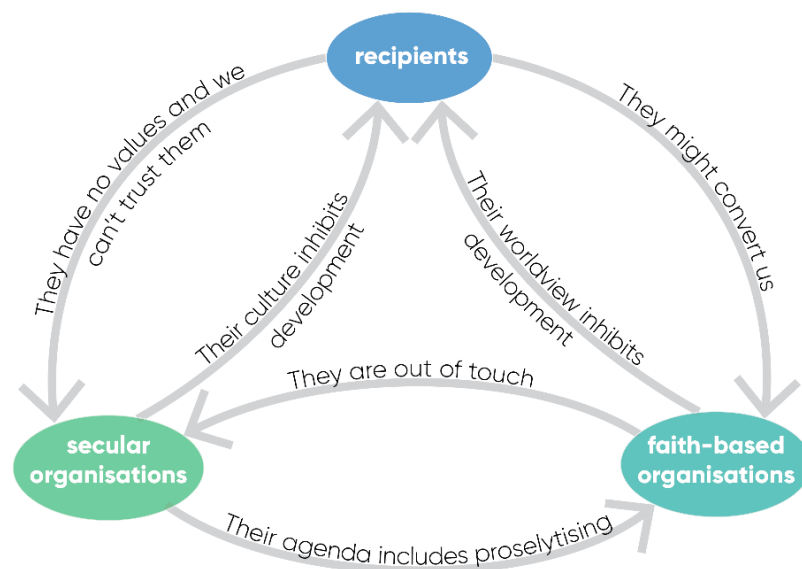 recipients
They have no values and we
can't trust them
They might convert us
Their culture inhibits
development
Their worldview inhibits
development
They are out of touch
secular
organisations
faith-based
organisations
Their agenda includes proselytising